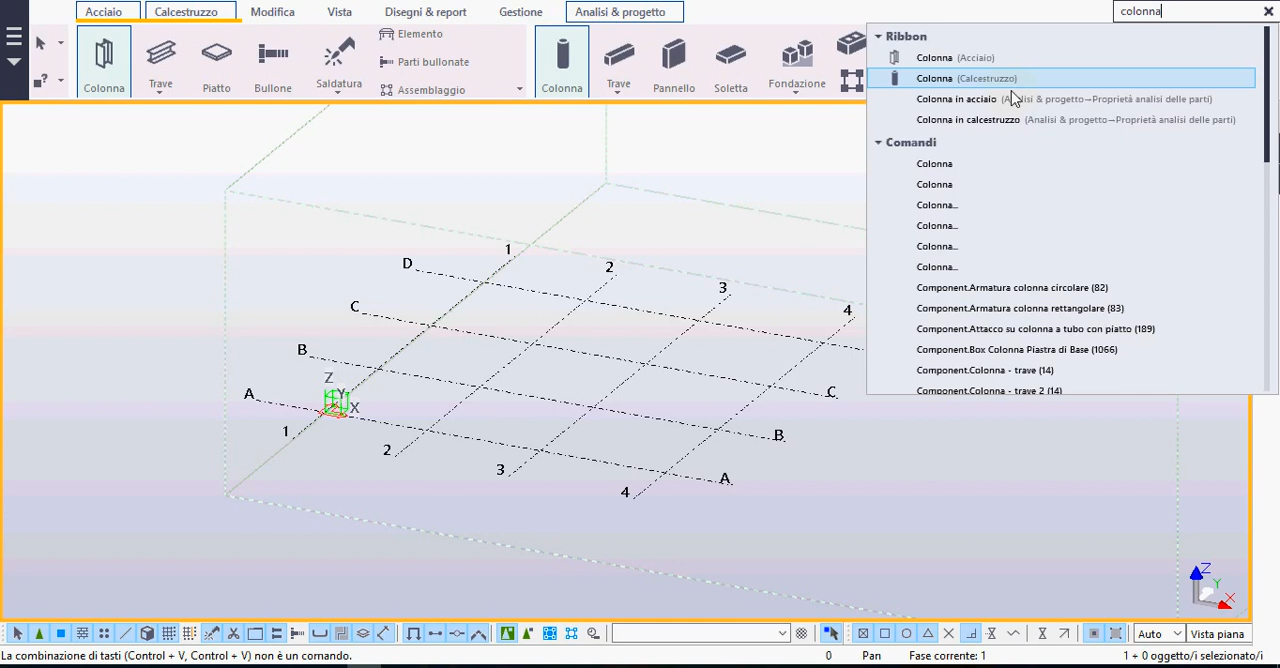 Acciaio Calcestruzzo Modifica Vista Disegni & report Gestione Analisi & progetto colonna
Colonna Trave Piatto Bullone Saldatura
Elemento
Parti bullonate
Assemblaggio
Colonna Trave Pannello Soletta Fondazione
Ribbon
Colonna (Acciaio)
Colonna (Calcestruzzo)
Colonna in acciaio (Analisi & progetto—Proprietà analisi delle parti)
Colonna in calcestruzzo (Analisi & progetto—Proprietà analisi delle parti)
Comandi
Colonna
Colonna
Colonna...
Colonna...
Colonna...
Colonna...
Component.Armatura colonna circolare (82)
Component.Armatura colonna rettangolare (83)
Component.Attacco su colonna a tubo con piatto (189)
Component.Box Colonna Piastra di Base (1066)
Component.Colonna - trave (14)
Component.Colonna - trave 2 (14)
1
D 2
3
C 4
B
Z
A Y C
X
1 B
2
3 A
4
Z
Y
X
Auto Vista piana
La combinazione di tasti (Control + V, Control + V) non è un comando. 0 Pan Fase corrente: 1 1 + 0 oggetto/i selezionato/i